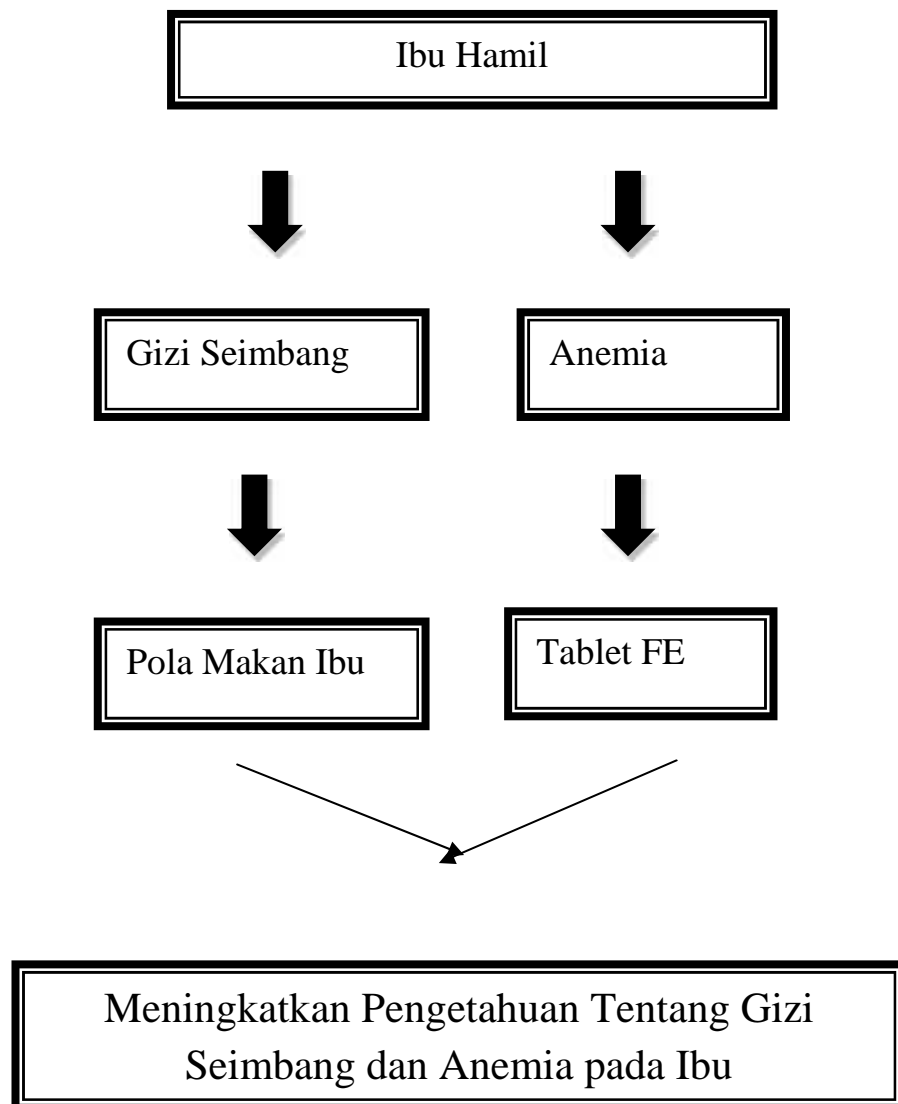 Ibu Hamil
Gizi Seimbang
Anemia
Pola Makan Ibu
Tablet FE
Meningkatkan Pengetahuan Tentang Gizi
Seimbang dan Anemia pada Ibu